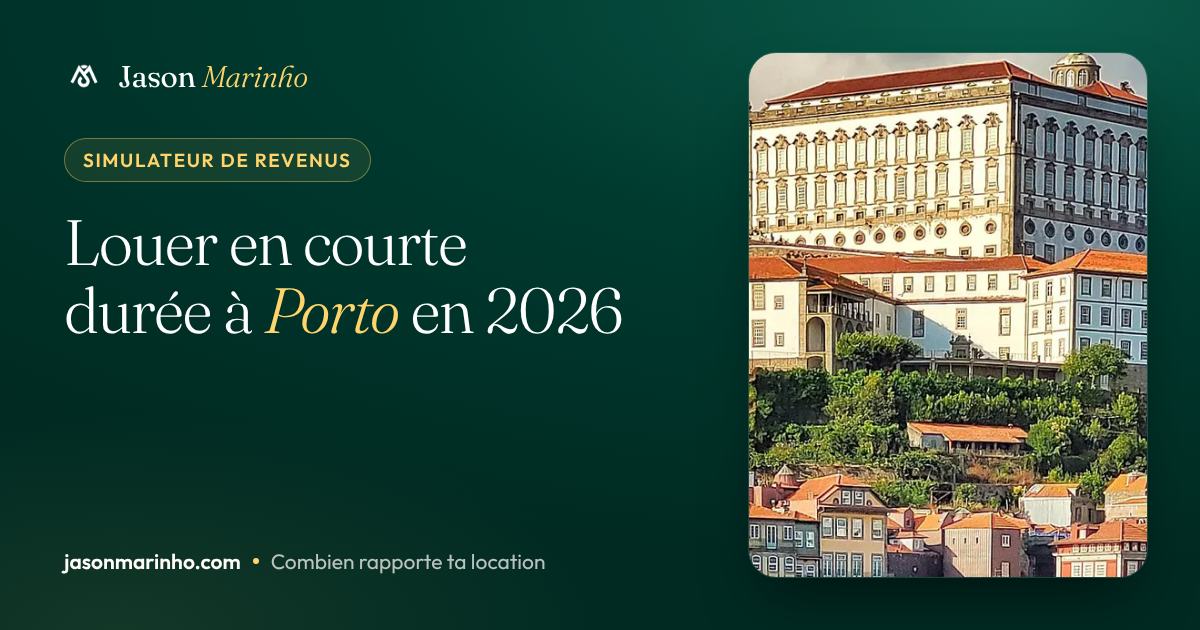 Jason Marinho
SIMULATEUR DE REVENUS
Louer en courte
durée à Porto en 2026
jasonmarinho.com • Combien rapporte ta location